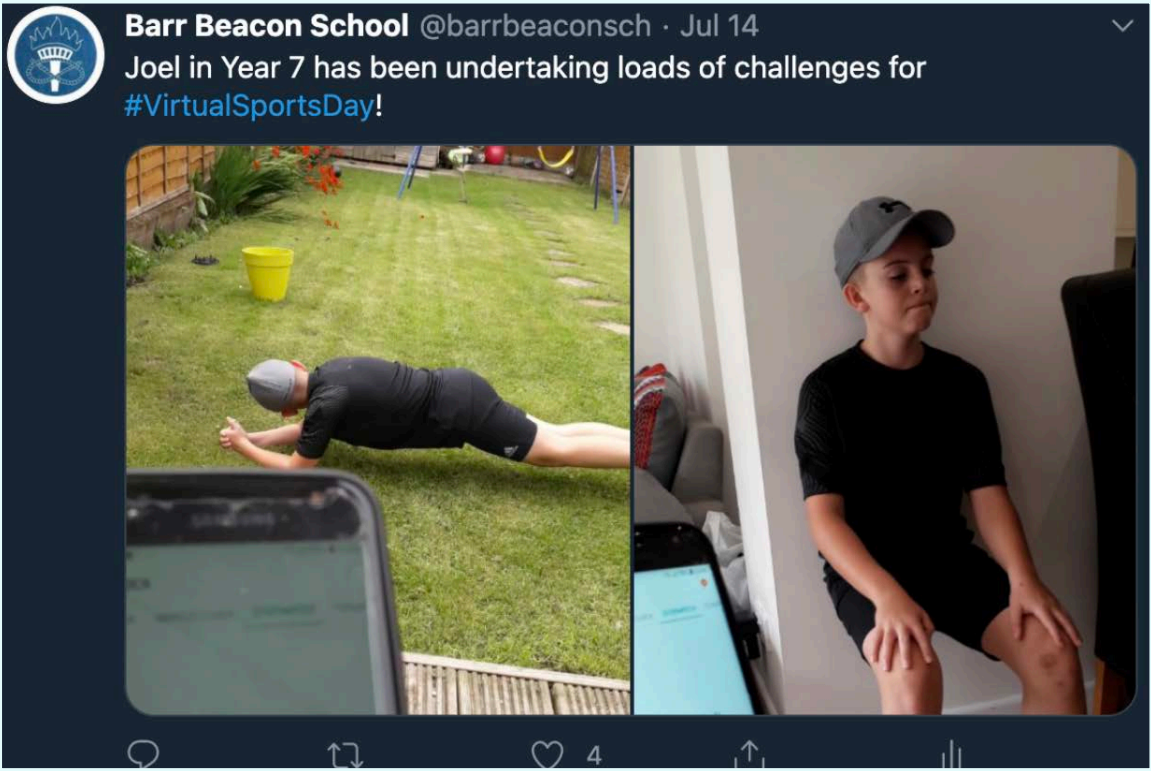 Barr Beacon School @barrbeaconsch · Jul 14
Joel in Year 7 has been undertaking loads of challenges for
#VirtualSportsDay!
SAMSUNG
4